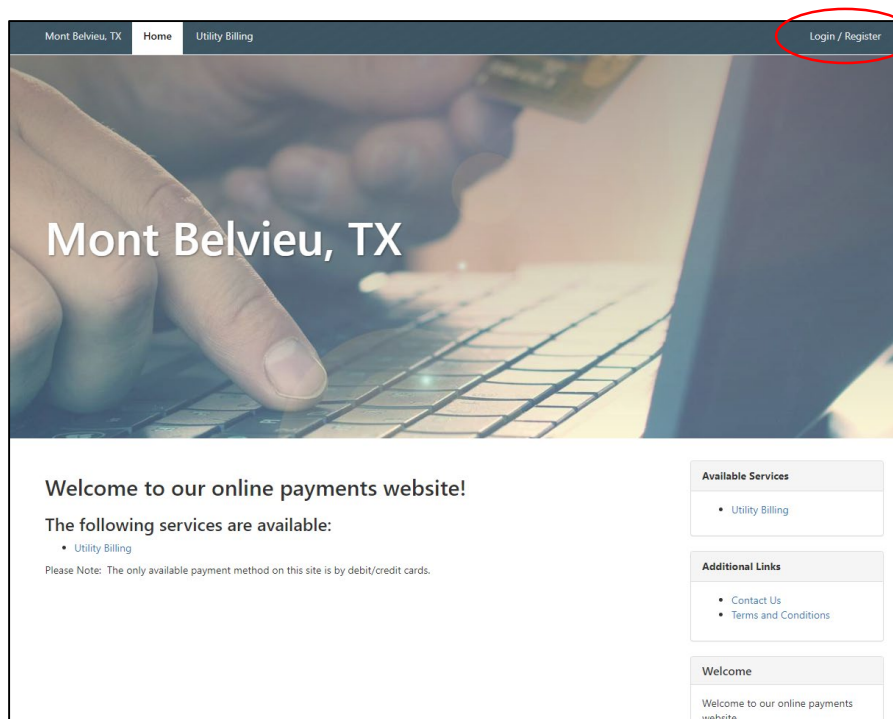 Mont Belvieu, TX Home Utility Billing Login / Register
Mont Belvieu, TX
Welcome to our online payments website!
The following services are available:
Utility Billing
Please Note: The only available payment method on this site is by debit/credit cards.
Available Services
Utility Billing
Additional Links
Contact Us
Terms and Conditions
Welcome
Welcome to our online payments
website